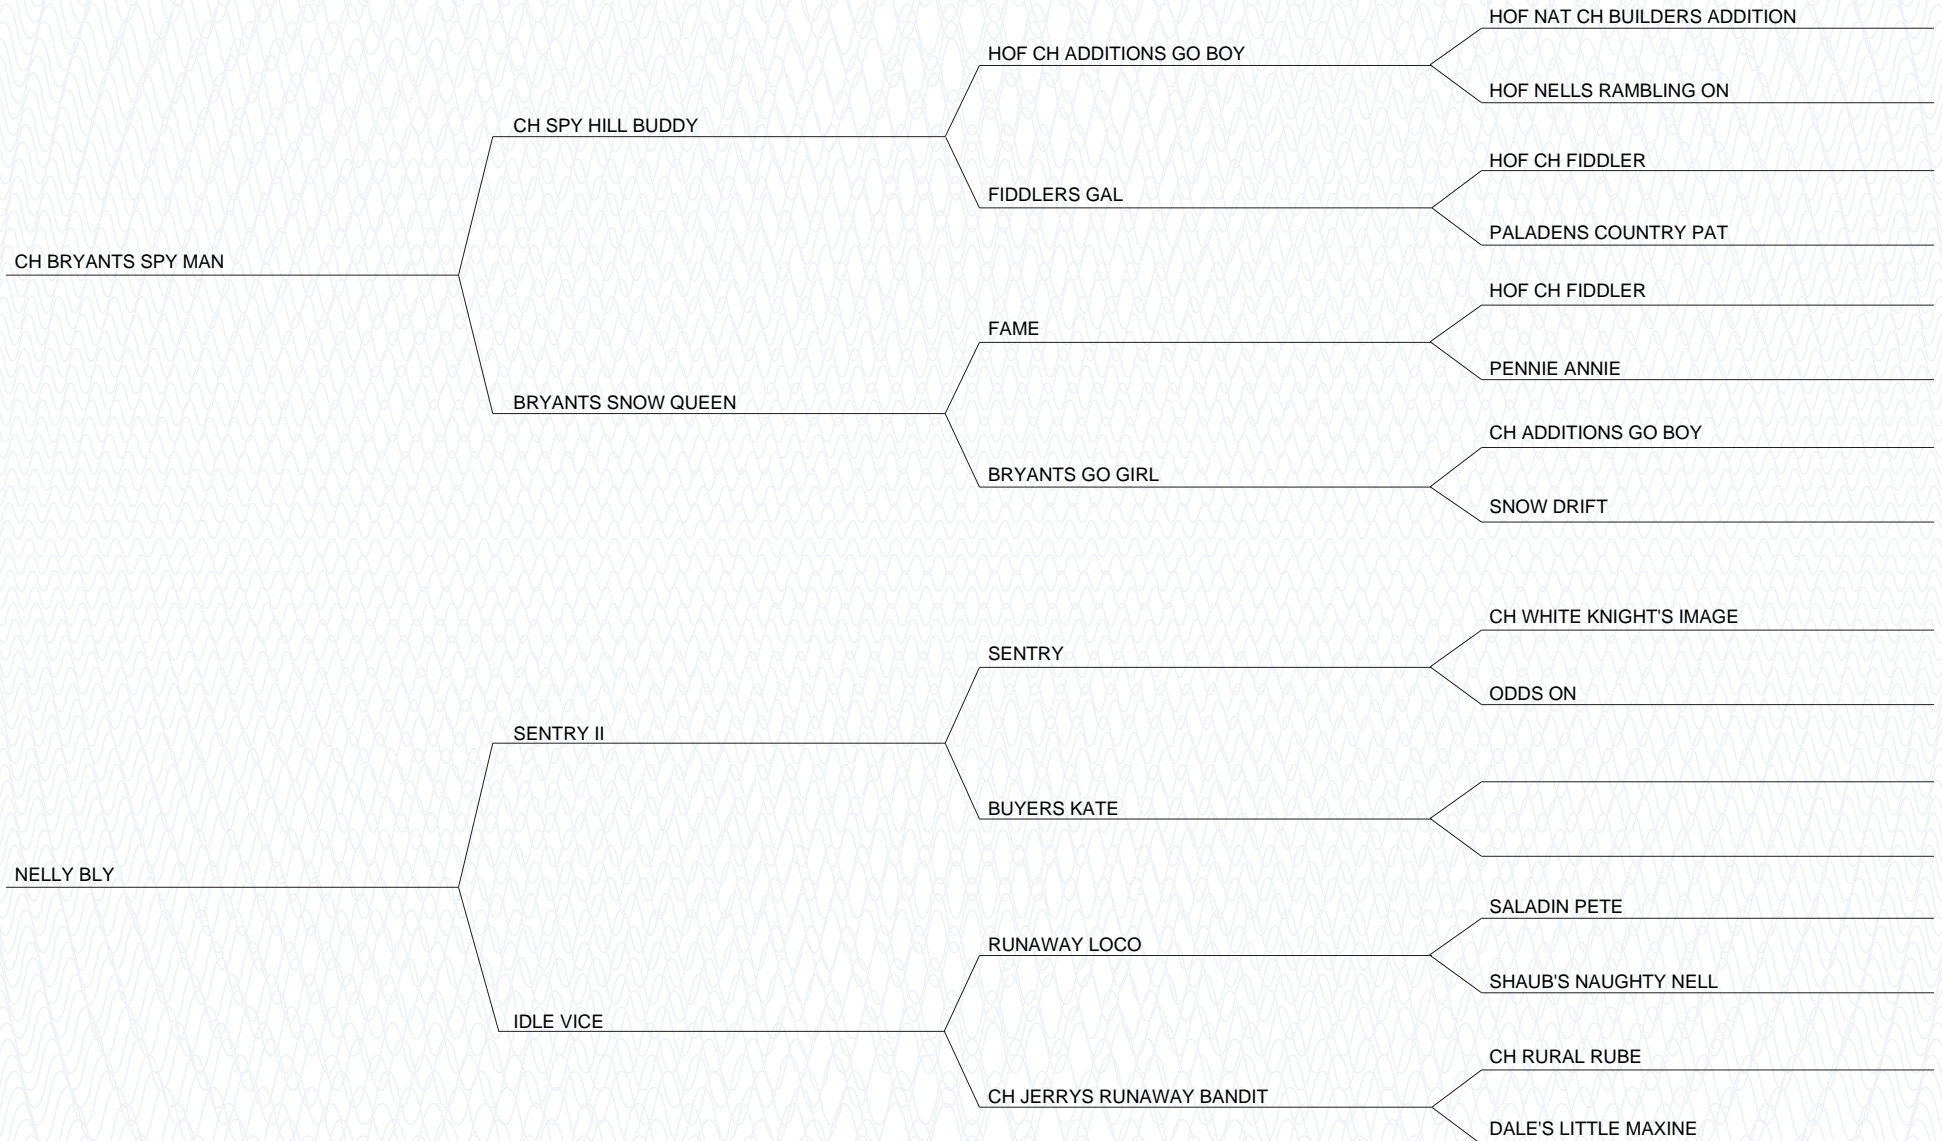 HOF NAT CH BUILDERS ADDITION
HOF CH ADDITIONS GO BOY
HOF NELLS RAMBLING ON
CH SPY HILL BUDDY
HOF CH FIDDLER
FIDDLERS GAL
PALADENS COUNTRY PAT
CH BRYANTS SPY MAN
HOF CH FIDDLER
FAME
PENNIE ANNIE
BRYANTS SNOW QUEEN
CH ADDITIONS GO BOY
BRYANTS GO GIRL
SNOW DRIFT
CH WHITE KNIGHT'S IMAGE
SENTRY
ODDS ON
SENTRY II
BUYERS KATE
NELLY BLY
SALADIN PETE
RUNAWAY LOCO
SHAUB'S NAUGHTY NELL
IDLE VICE
CH RURAL RUBE
CH JERRYS RUNAWAY BANDIT
DALE'S LITTLE MAXINE